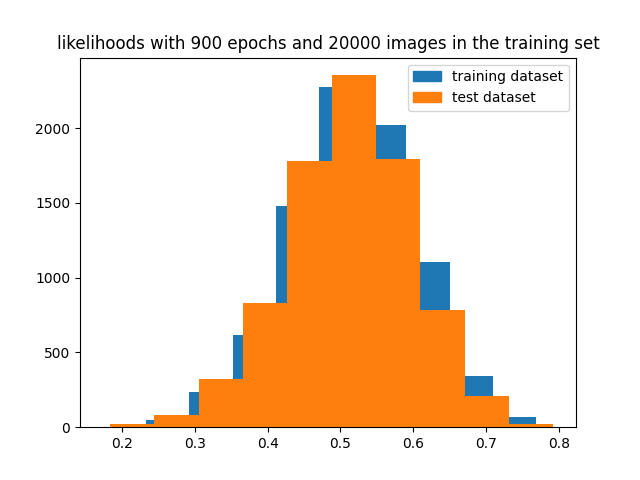 likelihoods with 900 epochs and 20000 images in the training set
training dataset
test dataset
2000
1500
1000
500
0
0.2 0.3 0.4 0.5 0.6 0.7 0.8